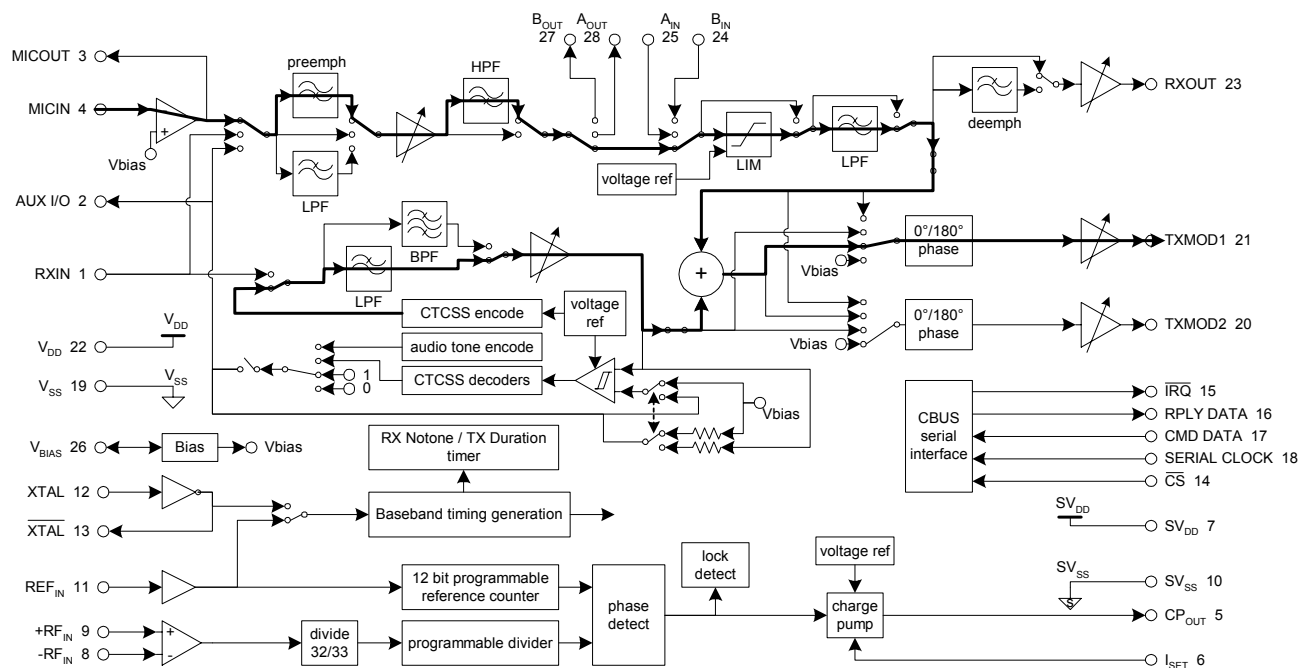 B_OUT 27
A_OUT 28
A_IN 25
B_IN 24
MICOUT 3
preemph
HPF
RXOUT 23
MICIN 4
deemph
Vbias
LIM
LPF
voltage ref
LPF
AUX I/O 2
BPF
0°/180° phase
TXMOD1 21
+
Vbias
RXIN 1
LPF
voltage ref
CTCSS encode
0°/180° phase
TXMOD2 20
Vbias
V_DD
V_DD 22
audio tone encode
V_SS
V_SS 19
1
0
CTCSS decoders
Vbias
CBUS serial interface
IRQ 15
RPLY DATA 16
CMD DATA 17
SERIAL CLOCK 18
CS 14
V_BIAS 26
Bias
Vbias
RX Notone / TX Duration timer
XTAL 12
XTAL 13
Baseband timing generation
SV_DD
SV_DD 7
lock detect
voltage ref
REF_IN 11
12 bit programmable reference counter
phase detect
SV_SS
S
SV_SS 10
charge pump
CP_OUT 5
+RF_IN 9
-RF_IN 8
+
-
divide 32/33
programmable divider
I_SET 6
+